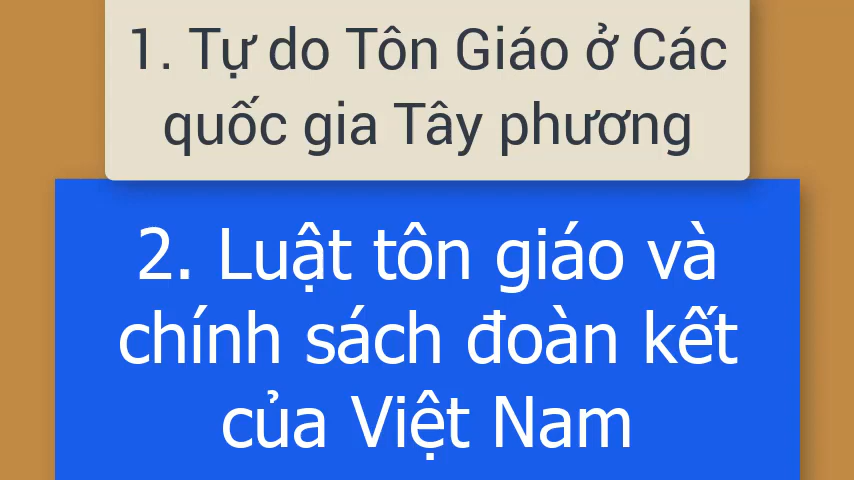 1. Tự do Tôn Giáo ở Các
quốc gia Tây phương
2. Luật tôn giáo và
chính sách đoàn kết
của Việt Nam